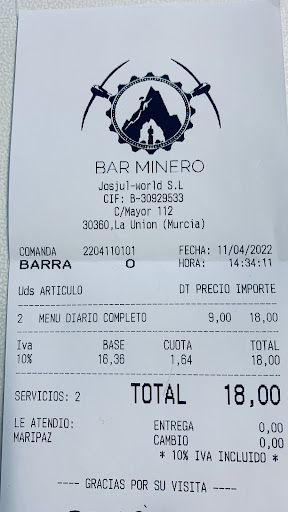 BAR MINERO
Josjul-world S.L
CIF: B-30929533
C/Mayor 112
30360,La Union (Murcia)
COMANDA 2204110101 FECHA: 11/04/2022
BARRA 0 HORA: 14:34:11
Uds ARTICULO DT PRECIO IMPORTE
2 MENU DIARIO COMPLETO 9,00 18,00
Iva BASE CUOTA TOTAL
10% 16,36 1,64 18,00
SERVICIOS: 2 TOTAL 18,00
LE ATENDIO: ENTREGA 0,00
MARIPAZ CAMBIO 0,00
* 10% IVA INCLUIDO *
---- GRACIAS POR SU VISITA ----